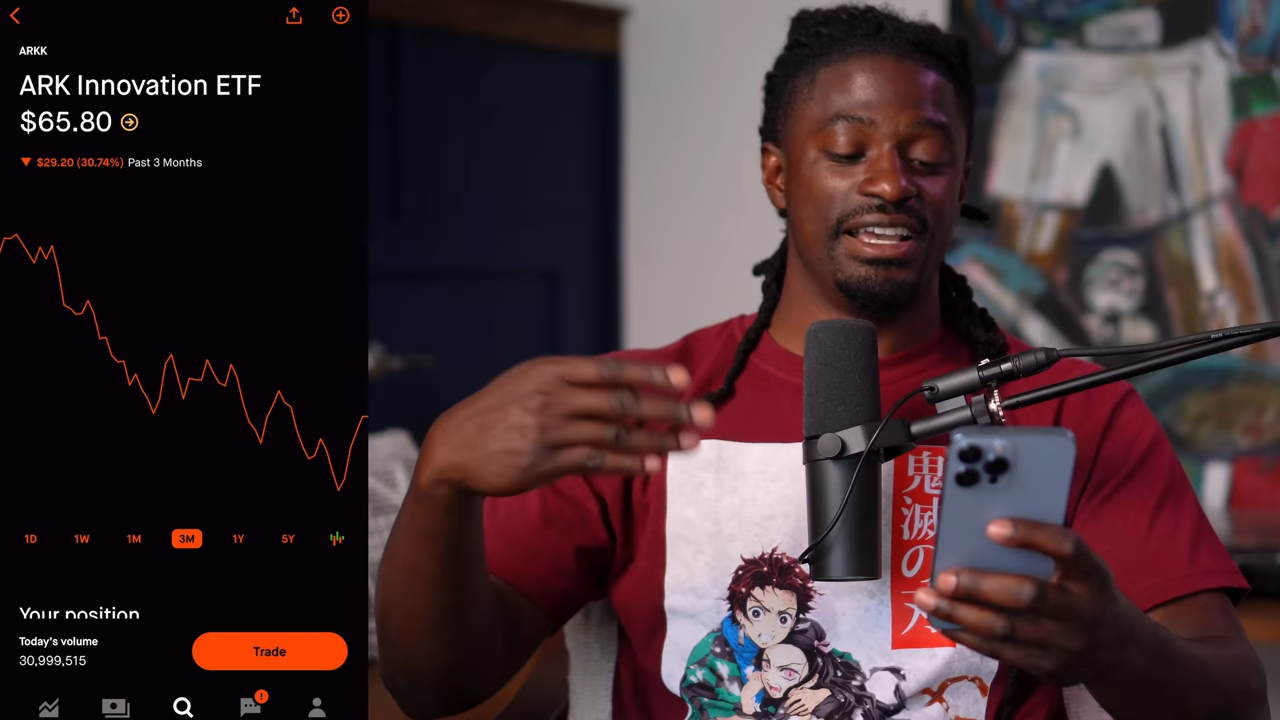 ARKK
ARK Innovation ETF
$65.80
$29.20 (30.74%) Past 3 Months
1D 1W 1M 3M 1Y 5Y
Your position
Today's volume
30,999,515
Trade
!
鬼滅の刃